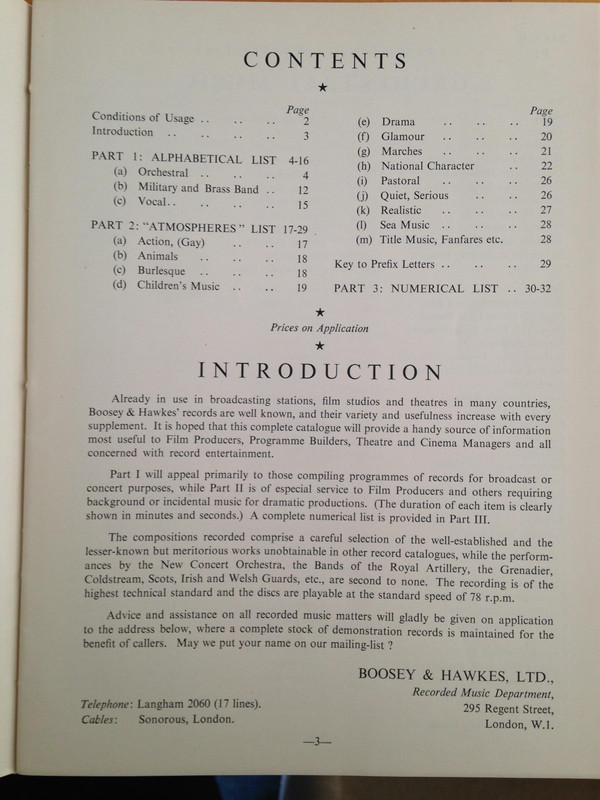 CONTENTS
★
Page
Conditions of Usage .. .. .. 2
Introduction .. .. .. .. 3
PART 1: ALPHABETICAL LIST 4-16
(a) Orchestral .. .. .. 4
(b) Military and Brass Band .. 12
(c) Vocal .. .. .. .. 15
PART 2: "ATMOSPHERES" LIST 17-29
(a) Action, (Gay) .. .. 17
(b) Animals .. .. .. 18
(c) Burlesque .. .. .. 18
(d) Children's Music .. .. 19
Page
(e) Drama .. .. .. 19
(f) Glamour .. .. .. 20
(g) Marches .. .. .. 21
(h) National Character .. 22
(i) Pastoral .. .. .. 26
(j) Quiet, Serious .. .. 26
(k) Realistic .. .. .. 27
(l) Sea Music .. .. .. 28
(m) Title Music, Fanfares etc. 28
Key to Prefix Letters .. .. .. 29
PART 3: NUMERICAL LIST .. 30-32
★
Prices on Application
★
INTRODUCTION
Already in use in broadcasting stations, film studios and theatres in many countries,
Boosey & Hawkes' records are well known, and their variety and usefulness increase with every
supplement. It is hoped that this complete catalogue will provide a handy source of information
most useful to Film Producers, Programme Builders, Theatre and Cinema Managers and all
concerned with record entertainment.
Part I will appeal primarily to those compiling programmes of records for broadcast or
concert purposes, while Part II is of especial service to Film Producers and others requiring
background or incidental music for dramatic productions. (The duration of each item is clearly
shown in minutes and seconds.) A complete numerical list is provided in Part III.
The compositions recorded comprise a careful selection of the well-established and the
lesser-known but meritorious works unobtainable in other record catalogues, while the perform-
ances by the New Concert Orchestra, the Bands of the Royal Artillery, the Grenadier,
Coldstream, Scots, Irish and Welsh Guards, etc., are second to none. The recording is of the
highest technical standard and the discs are playable at the standard speed of 78 r.p.m.
Advice and assistance on all recorded music matters will gladly be given on application
to the address below, where a complete stock of demonstration records is maintained for the
benefit of callers. May we put your name on our mailing-list ?
BOOSEY & HAWKES, LTD.,
Recorded Music Department,
295 Regent Street,
London, W.1.
Telephone: Langham 2060 (17 lines).
Cables: Sonorous, London.
—3—